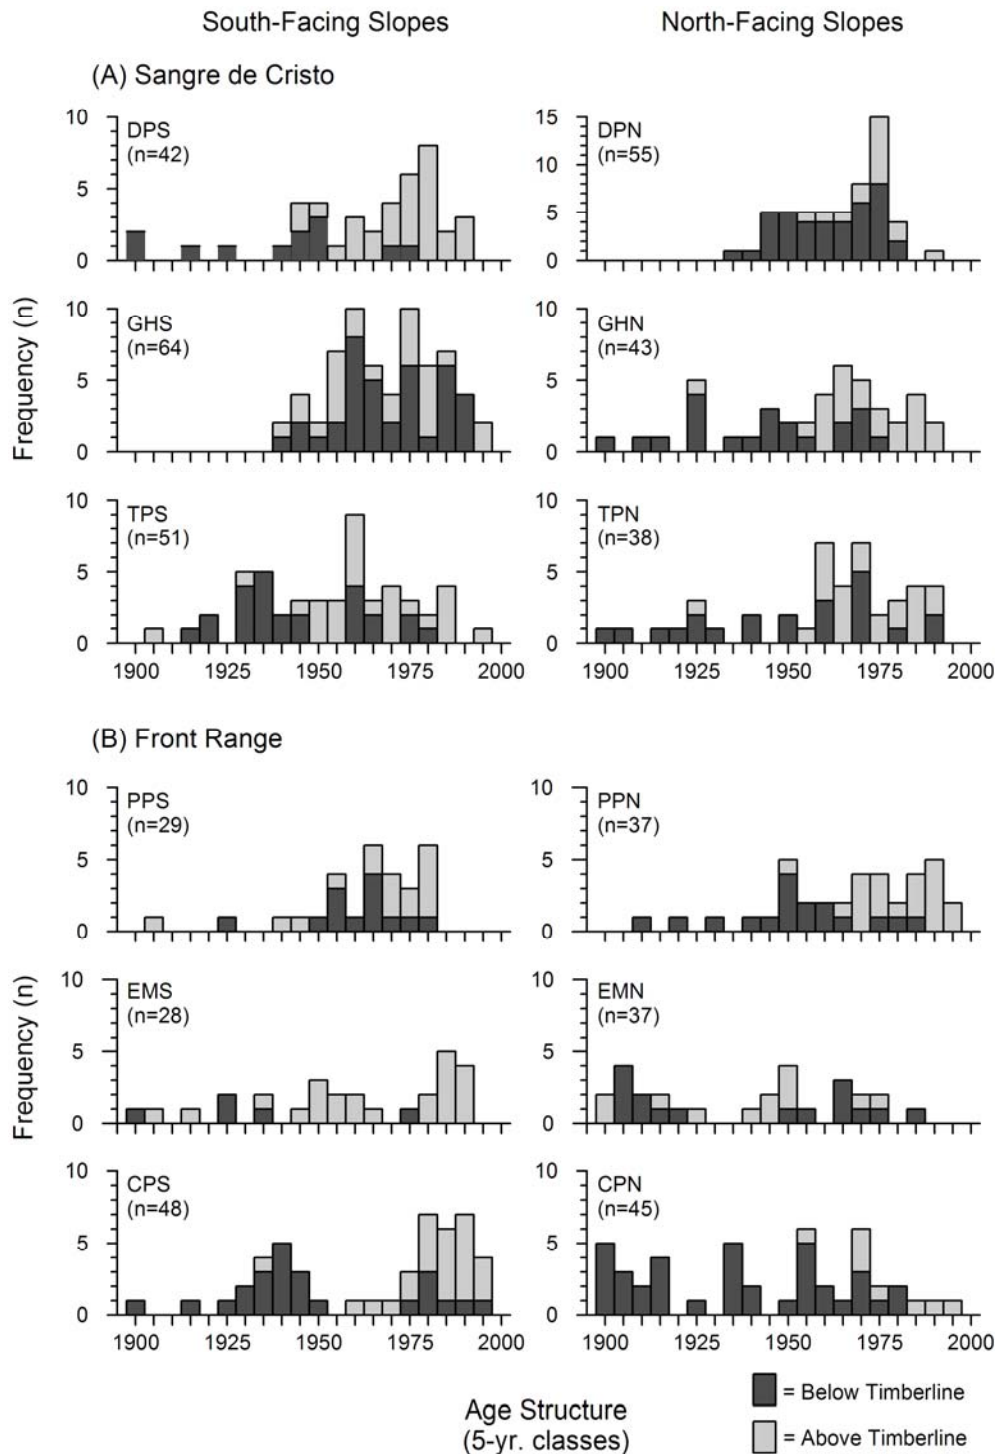 South-Facing Slopes North-Facing Slopes
(A) Sangre de Cristo
Frequency (n)
10
5
0
DPS
(n=42)
15
10
5
0
DPN
(n=55)
10
5
0
GHS
(n=64)
10
5
0
GHN
(n=43)
10
5
0
TPS
(n=51)
1900 1925 1950 1975 2000
10
5
0
TPN
(n=38)
1900 1925 1950 1975 2000
(B) Front Range
Frequency (n)
10
5
0
PPS
(n=29)
10
5
0
PPN
(n=37)
10
5
0
EMS
(n=28)
10
5
0
EMN
(n=37)
10
5
0
CPS
(n=48)
1900 1925 1950 1975 2000
10
5
0
CPN
(n=45)
1900 1925 1950 1975 2000
Age Structure
(5-yr. classes)
= Below Timberline
= Above Timberline